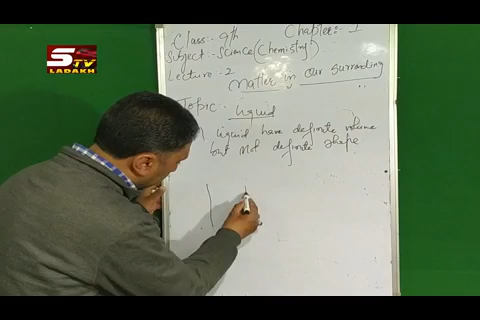 STV
LADAKH
Class:- 9th Chapter:- 1
Subject:- Science (Chemistry)
Lecture:- 2
Matter in our surrounding
Topic:- Liquid
Liquid have definite volume
but not definite shape